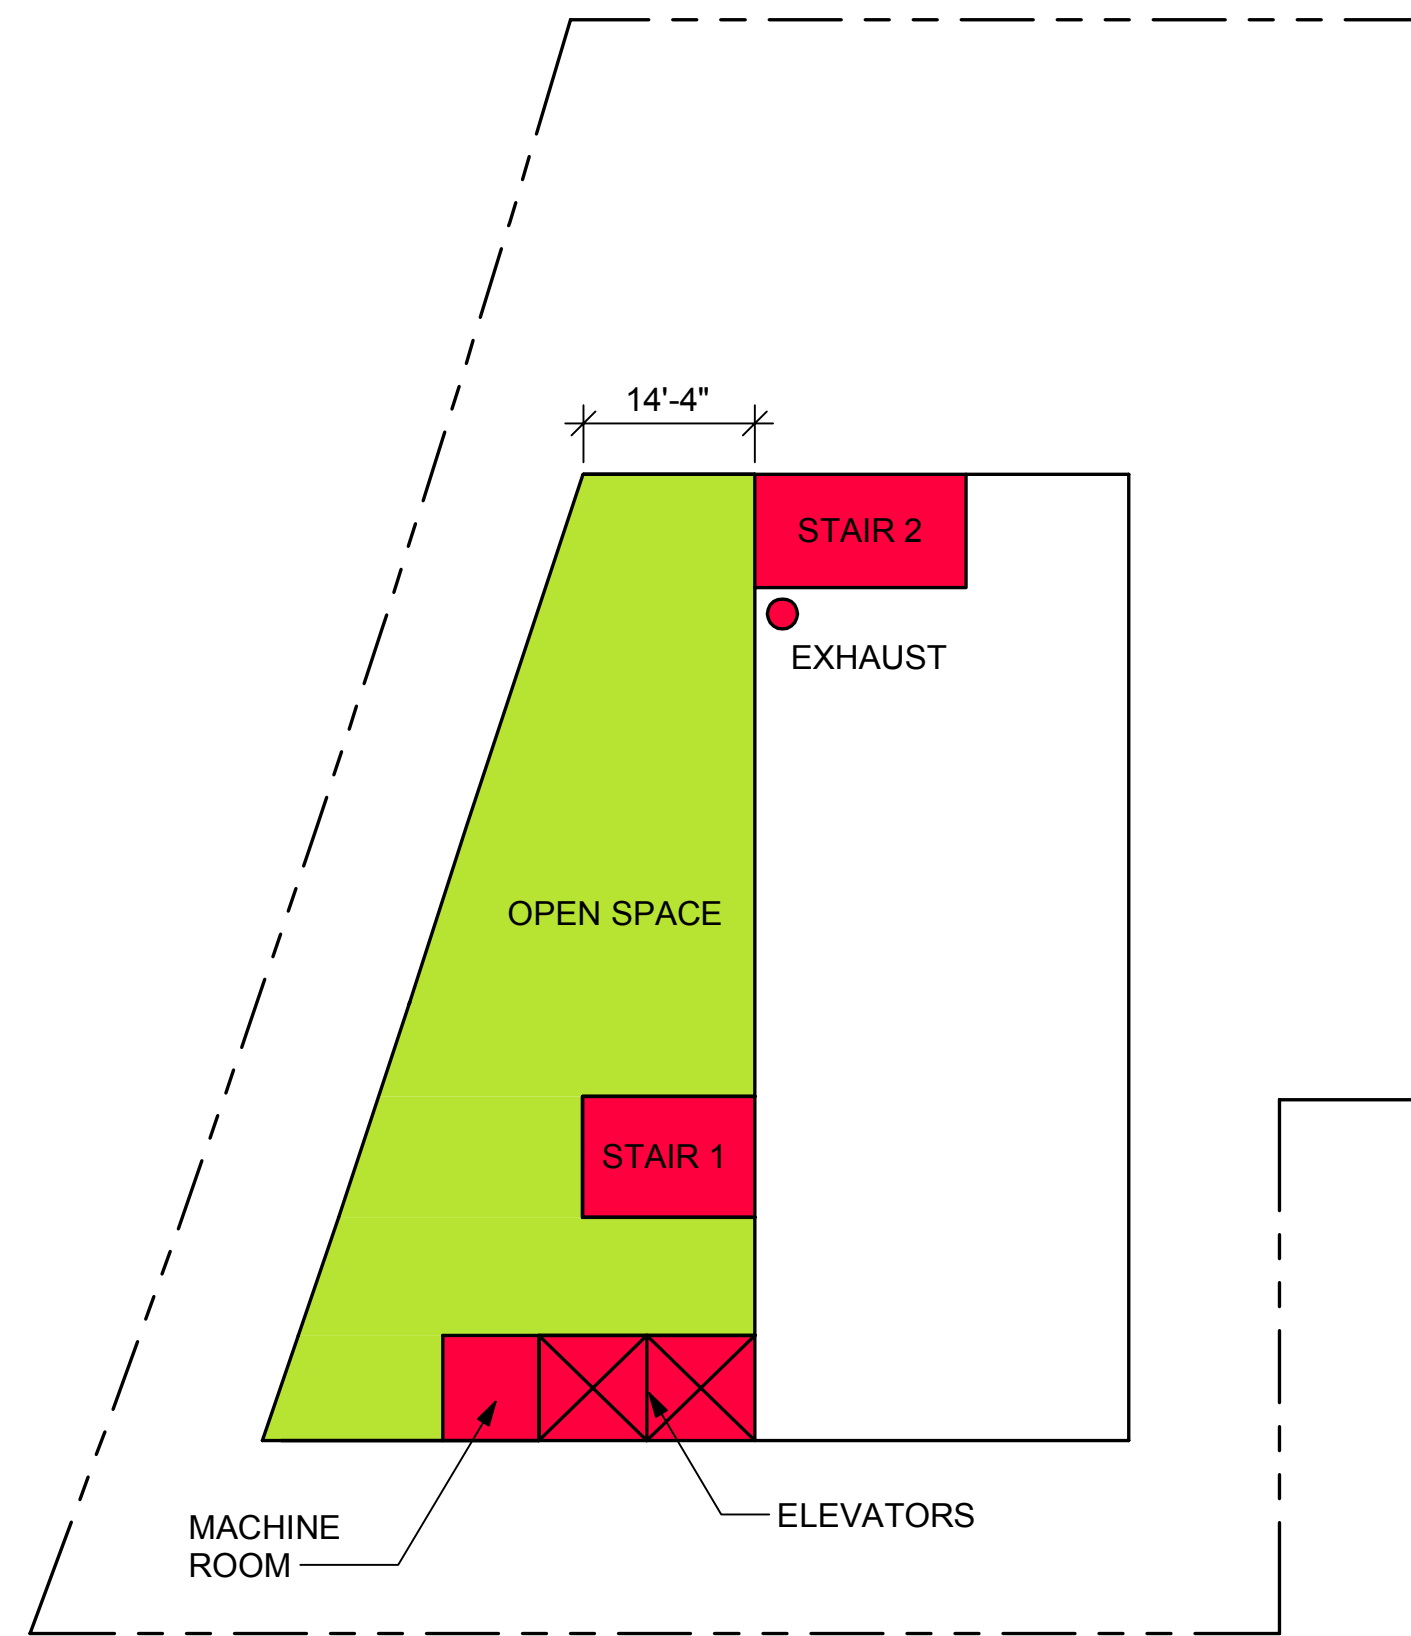 14'-4"
STAIR 2
EXHAUST
OPEN SPACE
STAIR 1
MACHINE
ROOM
ELEVATORS